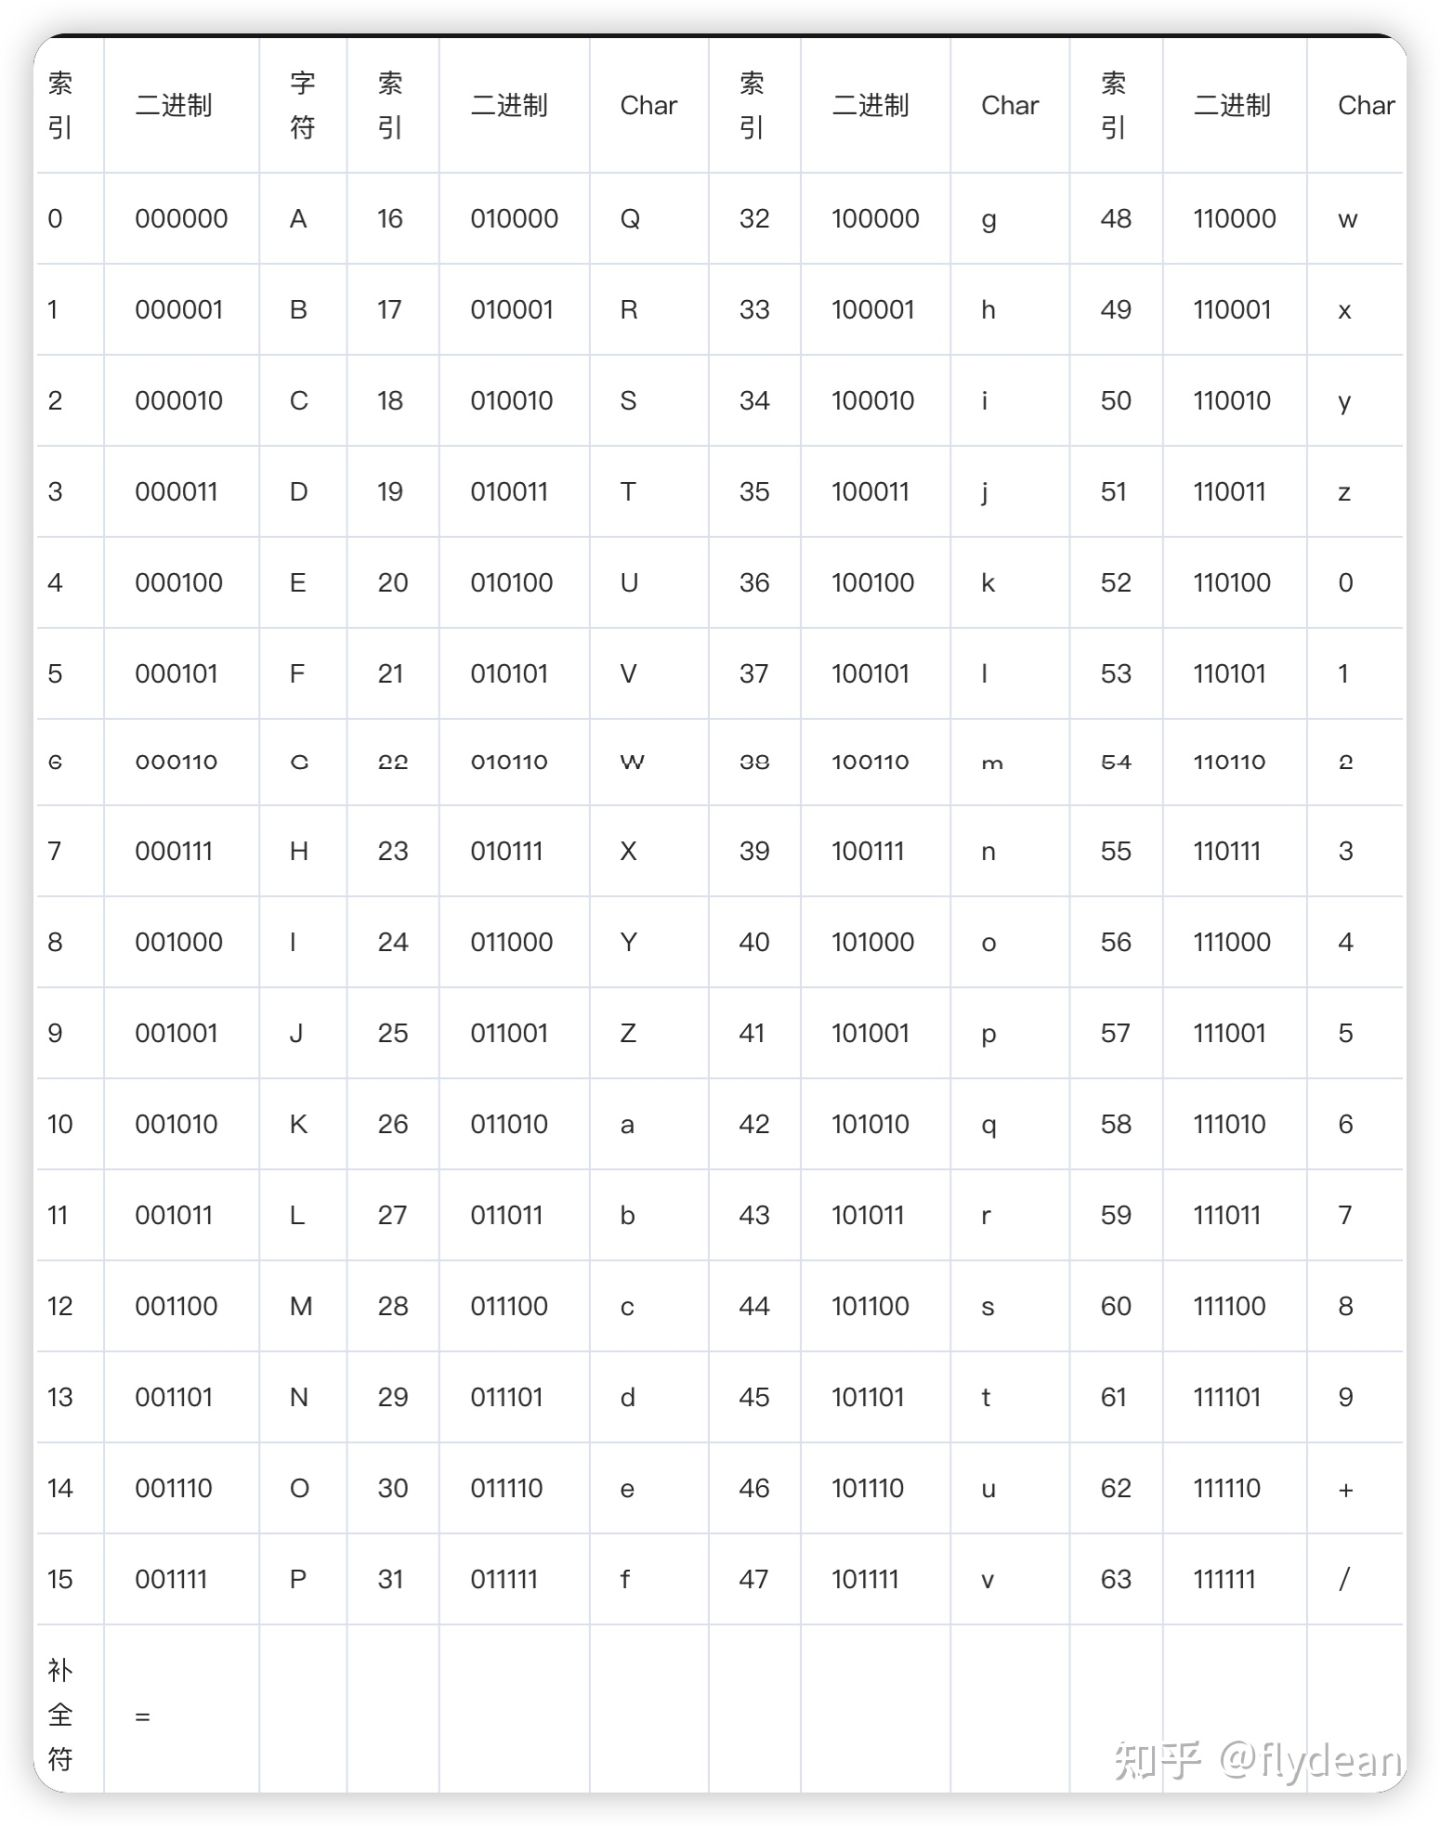 索引 二进制 字符 索引 二进制 Char 索引 二进制 Char 索引 二进制 Char
0 000000 A 16 010000 Q 32 100000 g 48 110000 w
1 000001 B 17 010001 R 33 100001 h 49 110001 x
2 000010 C 18 010010 S 34 100010 i 50 110010 y
3 000011 D 19 010011 T 35 100011 j 51 110011 z
4 000100 E 20 010100 U 36 100100 k 52 110100 0
5 000101 F 21 010101 V 37 100101 l 53 110101 1
6 000110 G 22 010110 W 38 100110 m 54 110110 2
7 000111 H 23 010111 X 39 100111 n 55 110111 3
8 001000 I 24 011000 Y 40 101000 o 56 111000 4
9 001001 J 25 011001 Z 41 101001 p 57 111001 5
10 001010 K 26 011010 a 42 101010 q 58 111010 6
11 001011 L 27 011011 b 43 101011 r 59 111011 7
12 001100 M 28 011100 c 44 101100 s 60 111100 8
13 001101 N 29 011101 d 45 101101 t 61 111101 9
14 001110 O 30 011110 e 46 101110 u 62 111110 +
15 001111 P 31 011111 f 47 101111 v 63 111111 /
补全符 =
知乎 @flydean